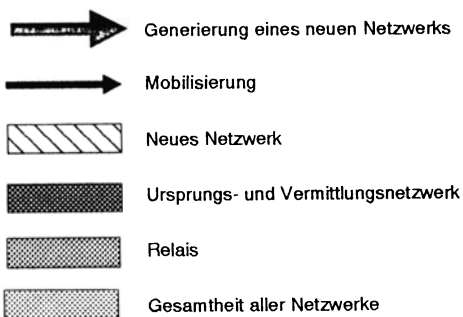 Generierung eines neuen Netzwerks
Mobilisierung
Neues Netzwerk
Ursprungs- und Vermittlungsnetzwerk
Relais
Gesamtheit aller Netzwerke